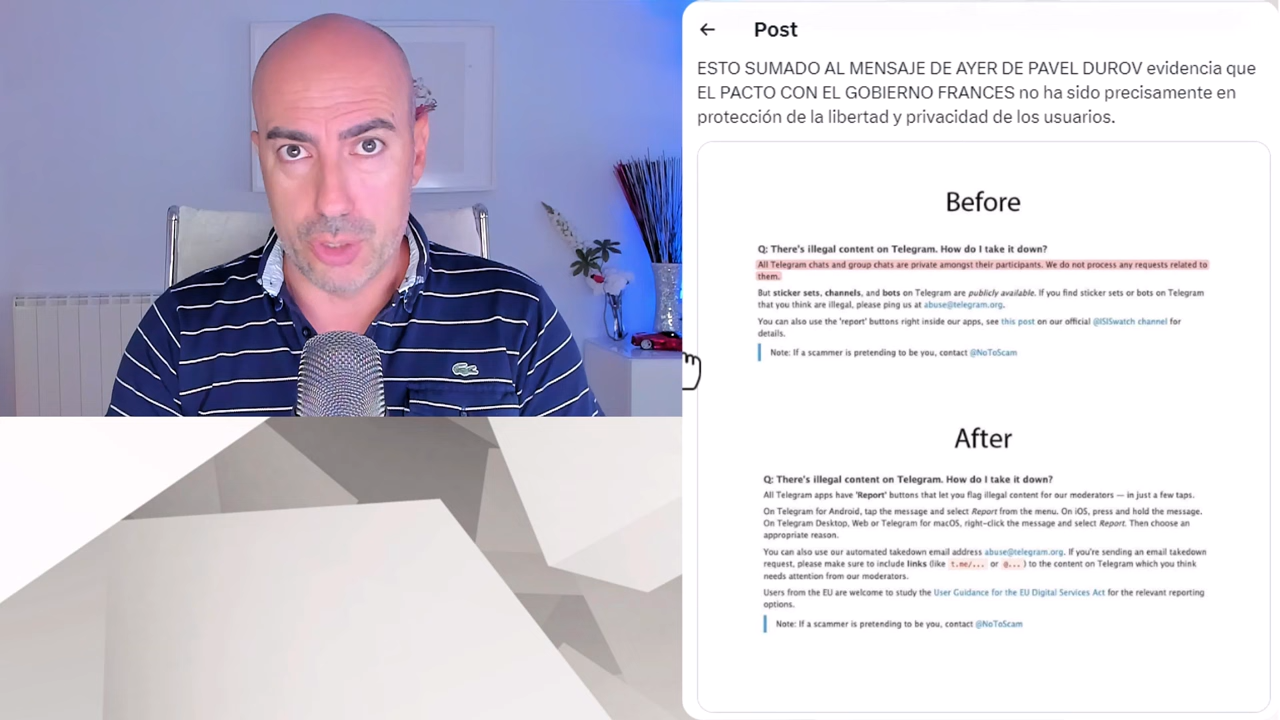 Post
ESTO SUMADO AL MENSAJE DE AYER DE PAVEL DUROV evidencia que
EL PACTO CON EL GOBIERNO FRANCES no ha sido precisamente en
protección de la libertad y privacidad de los usuarios.
Before
Q: There's illegal content on Telegram. How do I take it down?
All Telegram chats and group chats are private amongst their participants. We do not process any requests related to
them.
But sticker sets, channels, and bots on Telegram are publicly available. If you find sticker sets or bots on Telegram
that you think are illegal, please ping us at abuse@telegram.org.
You can also use the 'report' buttons right inside our apps, see this post on our official @ISISwatch channel for
details.
Note: If a scammer is pretending to be you, contact @NoToScam
After
Q: There's illegal content on Telegram. How do I take it down?
All Telegram apps have 'Report' buttons that let you flag illegal content for our moderators — in just a few taps.
On Telegram for Android, tap the message and select Report from the menu. On iOS, press and hold the message.
On Telegram Desktop, Web or Telegram for macOS, right-click the message and select Report. Then choose an
appropriate reason.
You can also use our automated takedown email address abuse@telegram.org. If you're sending an email takedown
request, please make sure to include links (like t.me/... or @...) to the content on Telegram which you think
needs attention from our moderators.
Users from the EU are welcome to study the User Guidance for the EU Digital Services Act for the relevant reporting
options.
Note: If a scammer is pretending to be you, contact @NoToScam